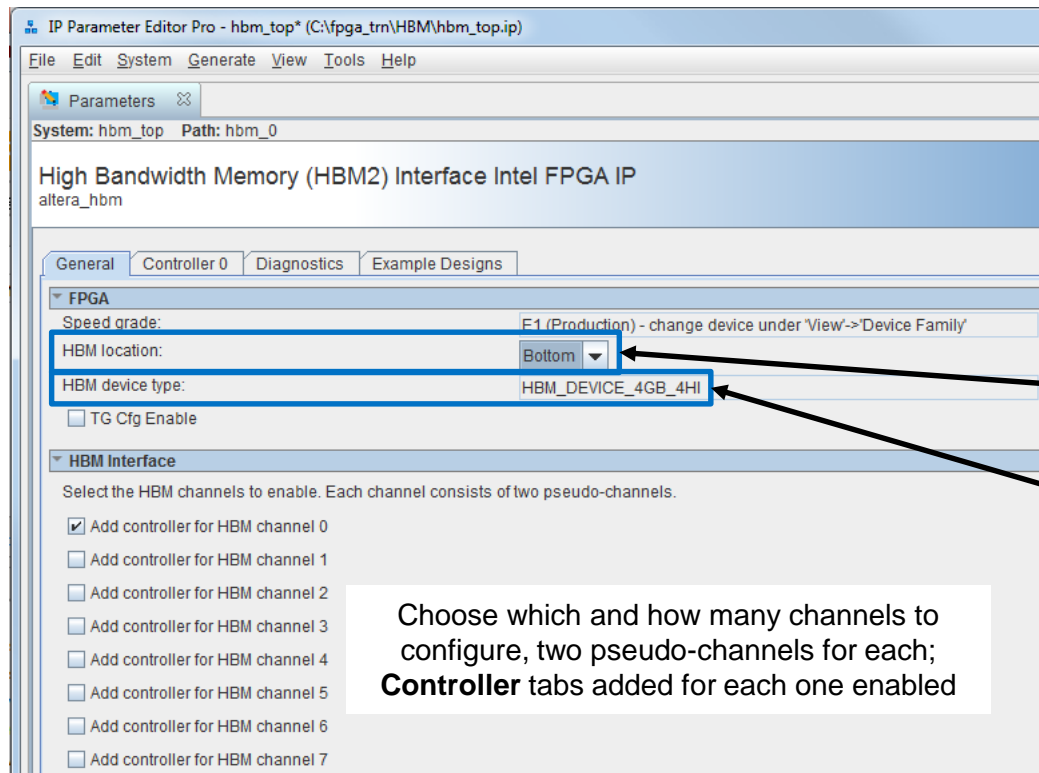 IP Parameter Editor Pro - hbm_top* (C:\fpga_trn\HBM\hbm_top.ip)
File Edit System Generate View Tools Help
Parameters
System: hbm_top Path: hbm_0
High Bandwidth Memory (HBM2) Interface Intel FPGA IP
altera_hbm
General Controller 0 Diagnostics Example Designs
FPGA
Speed grade: E1 (Production) - change device under 'View'->'Device Family'
HBM location: Bottom
HBM device type: HBM_DEVICE_4GB_4HI
TG Cfg Enable
HBM Interface
Select the HBM channels to enable. Each channel consists of two pseudo-channels.
Add controller for HBM channel 0
Add controller for HBM channel 1
Add controller for HBM channel 2
Add controller for HBM channel 3
Add controller for HBM channel 4
Add controller for HBM channel 5
Add controller for HBM channel 6
Add controller for HBM channel 7
Choose which and how many channels to
configure, two pseudo-channels for each;
Controller tabs added for each one enabled